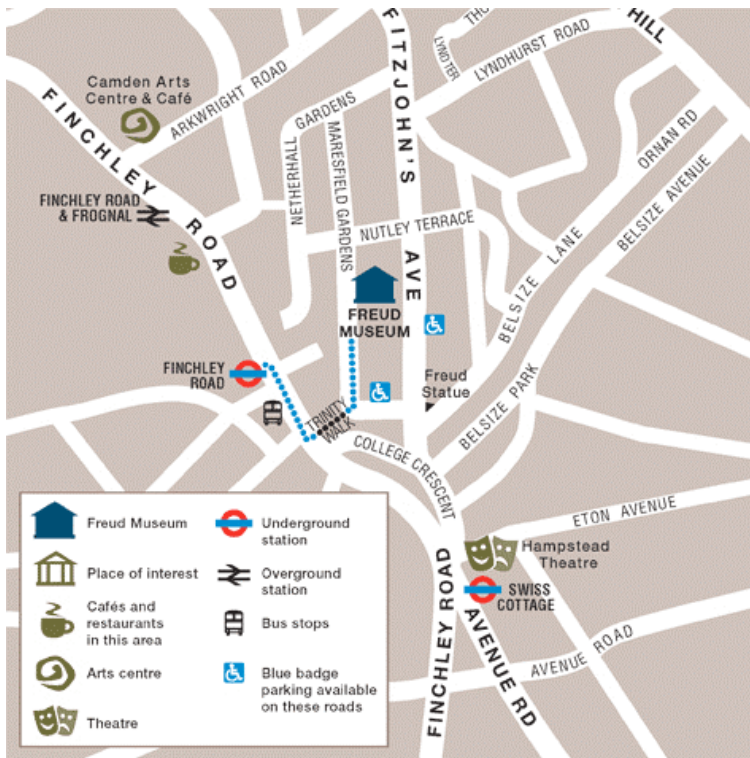 HILL
FITZJOHN'S
AVE
LYNDHURST ROAD
Camden Arts
Centre & Café
ARKWRIGHT ROAD
GARDENS
NETHERHALL
MARESFIELD GARDENS
ORNAN RD
FINCHLEY
ROAD
FINCHLEY ROAD
& FROGNAL
NUTLEY TERRACE
BELSIZE AVENUE
BELSIZE LANE
FREUD
MUSEUM
FINCHLEY
ROAD
Freud
Statue
BELSIZE PARK
TRINITY
WALK
COLLEGE CRESCENT
ETON AVENUE
Hampstead
Theatre
SWISS
COTTAGE
FINCHLEY ROAD
AVENUE RD
AVENUE ROAD
Freud Museum
Place of interest
Cafés and
restaurants
in this area
Arts centre
Theatre
Underground
station
Overground
station
Bus stops
Blue badge
parking available
on these roads